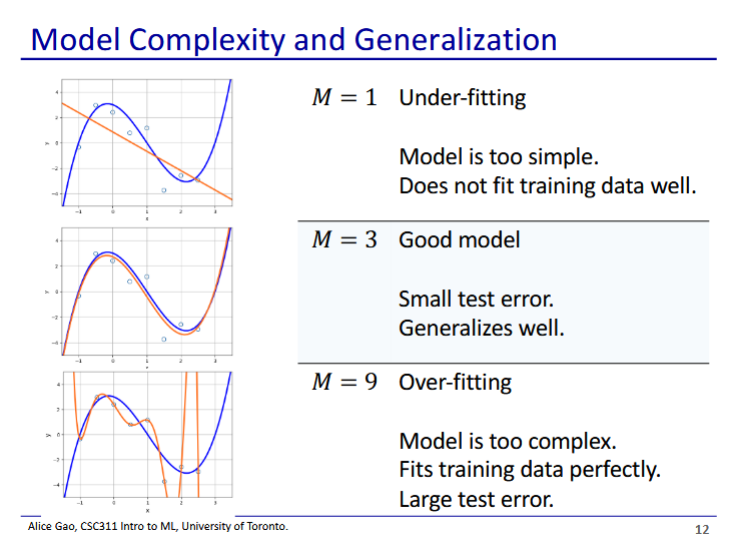 Model Complexity and Generalization
M = 1 Under-fitting
Model is too simple.
Does not fit training data well.
M = 3 Good model
Small test error.
Generalizes well.
M = 9 Over-fitting
Model is too complex.
Fits training data perfectly.
Large test error.
Alice Gao, CSC311 Intro to ML, University of Toronto.
12